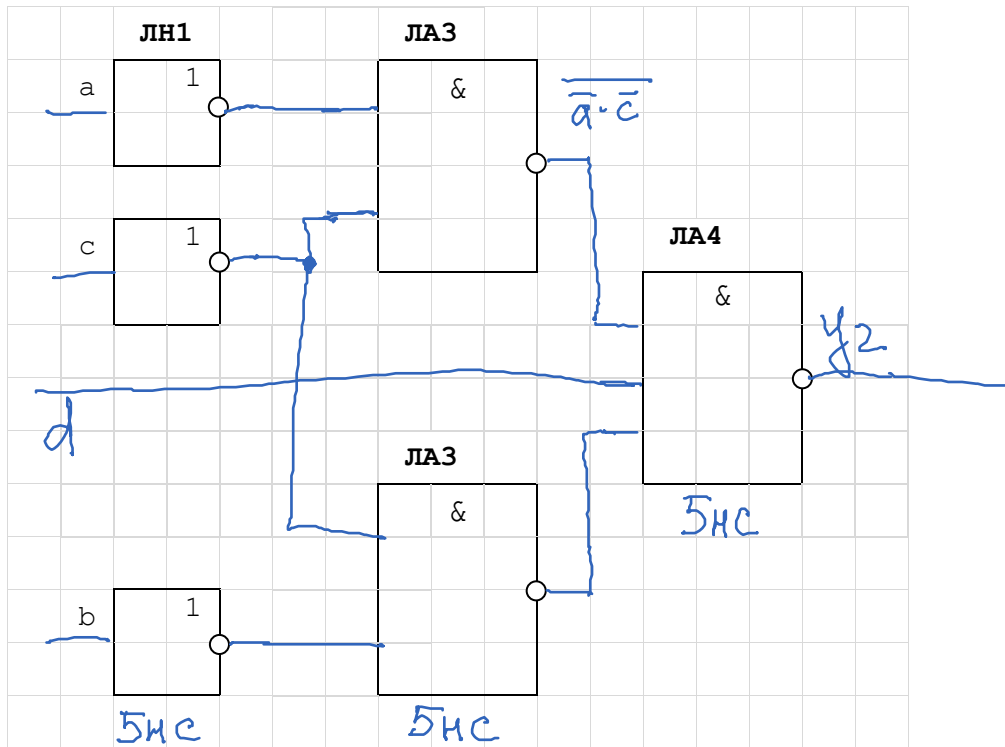 ЛН1 ЛА3
a 1 &
a̅·c̅
c 1
ЛА4
&
y2
d
ЛА3
&
5нс
b 1
5нс 5нс